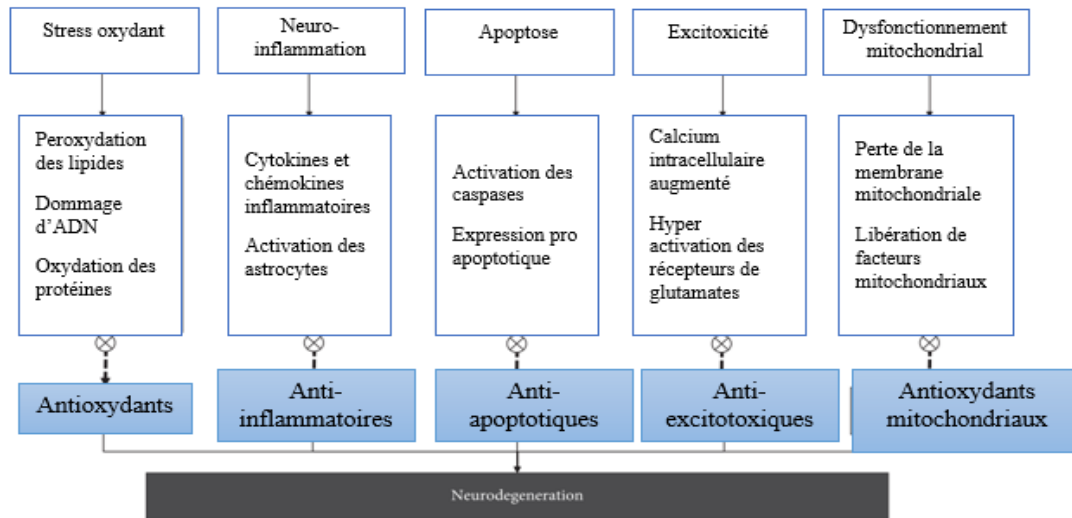 Stress oxydant
Neuro-
inflammation
Apoptose
Excitoxicité
Dysfonctionnement
mitochondrial
Peroxydation
des lipides
Dommage
d’ADN
Oxydation des
protéines
Cytokines et
chémokines
inflammatoires
Activation des
astrocytes
Activation des
caspases
Expression pro
apoptotique
Calcium
intracellulaire
augmenté
Hyper
activation des
récepteurs de
glutamates
Perte de la
membrane
mitochondriale
Libération de
facteurs
mitochondriaux
Antioxydants
Anti-
inflammatoires
Anti-
apoptotiques
Anti-
excitotoxiques
Antioxydants
mitochondriaux
Neurodegeneration